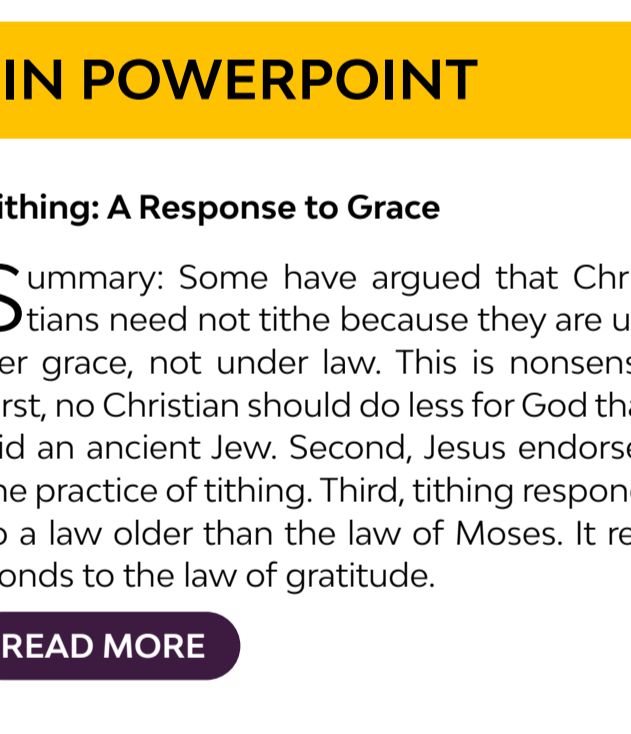 IN POWERPOINT
ithing: A Response to Grace
Summary: Some have argued that Chr
tians need not tithe because they are u
er grace, not under law. This is nonsens
rst, no Christian should do less for God tha
id an ancient Jew. Second, Jesus endorse
he practice of tithing. Third, tithing respon
o a law older than the law of Moses. It re
onds to the law of gratitude.
READ MORE